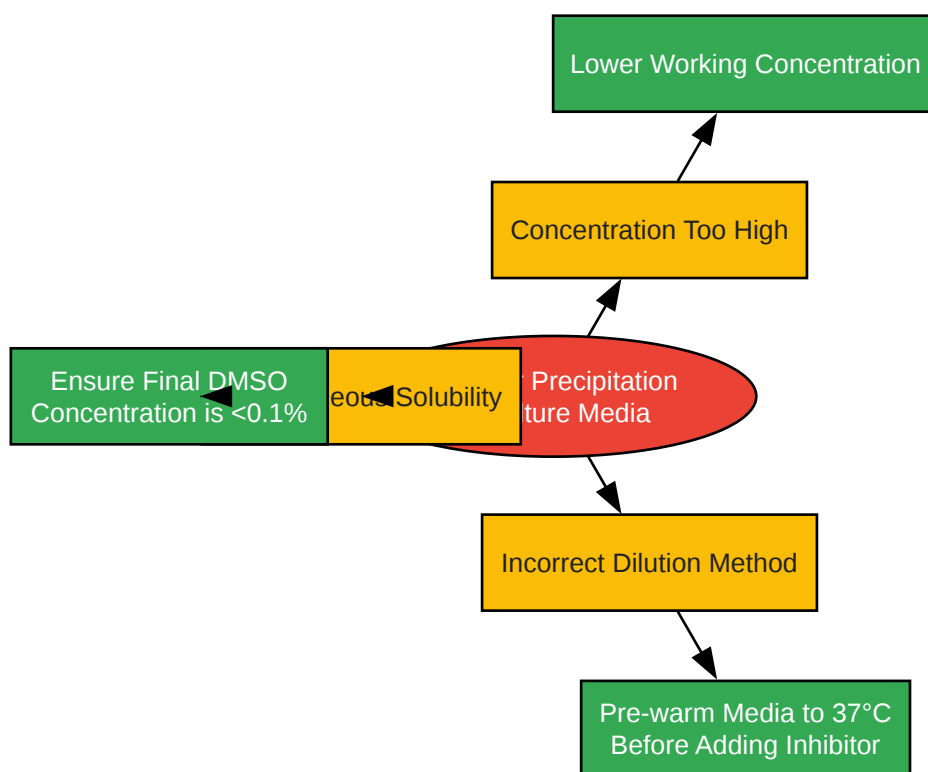 Lower Working Concentration
Concentration Too High
Ensure Final DMSO
Concentration is <0.1%
Solubility
Precipitation
Media
Incorrect Dilution Method
Pre-warm Media to 37°C
Before Adding Inhibitor